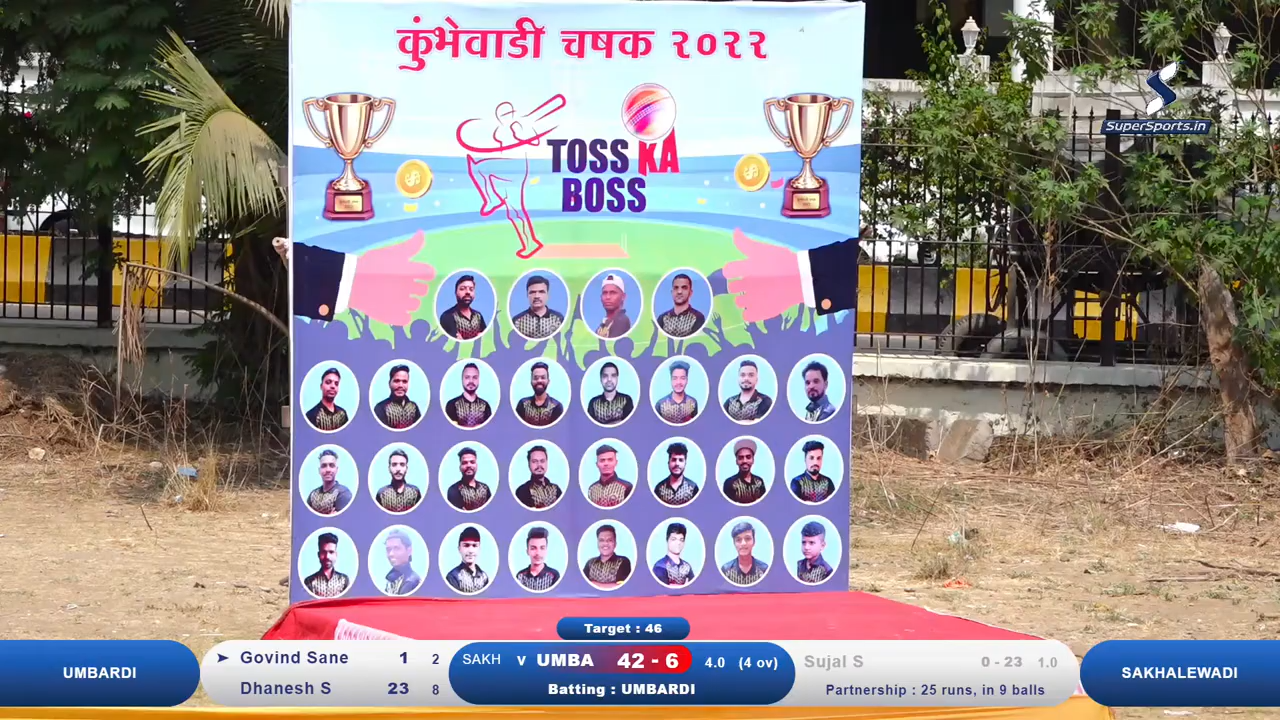 कुंभेवाडी चषक २०२२
SuperSports.in
TOSS KA
BOSS
Target : 46
UMBARDI
Govind Sane 1 2
Dhanesh S 23 8
SAKH v UMBA 42 - 6 4.0 (4 ov)
Batting : UMBARDI
Sujal S 0 - 23 1.0
Partnership : 25 runs, in 9 balls
SAKHALEWADI